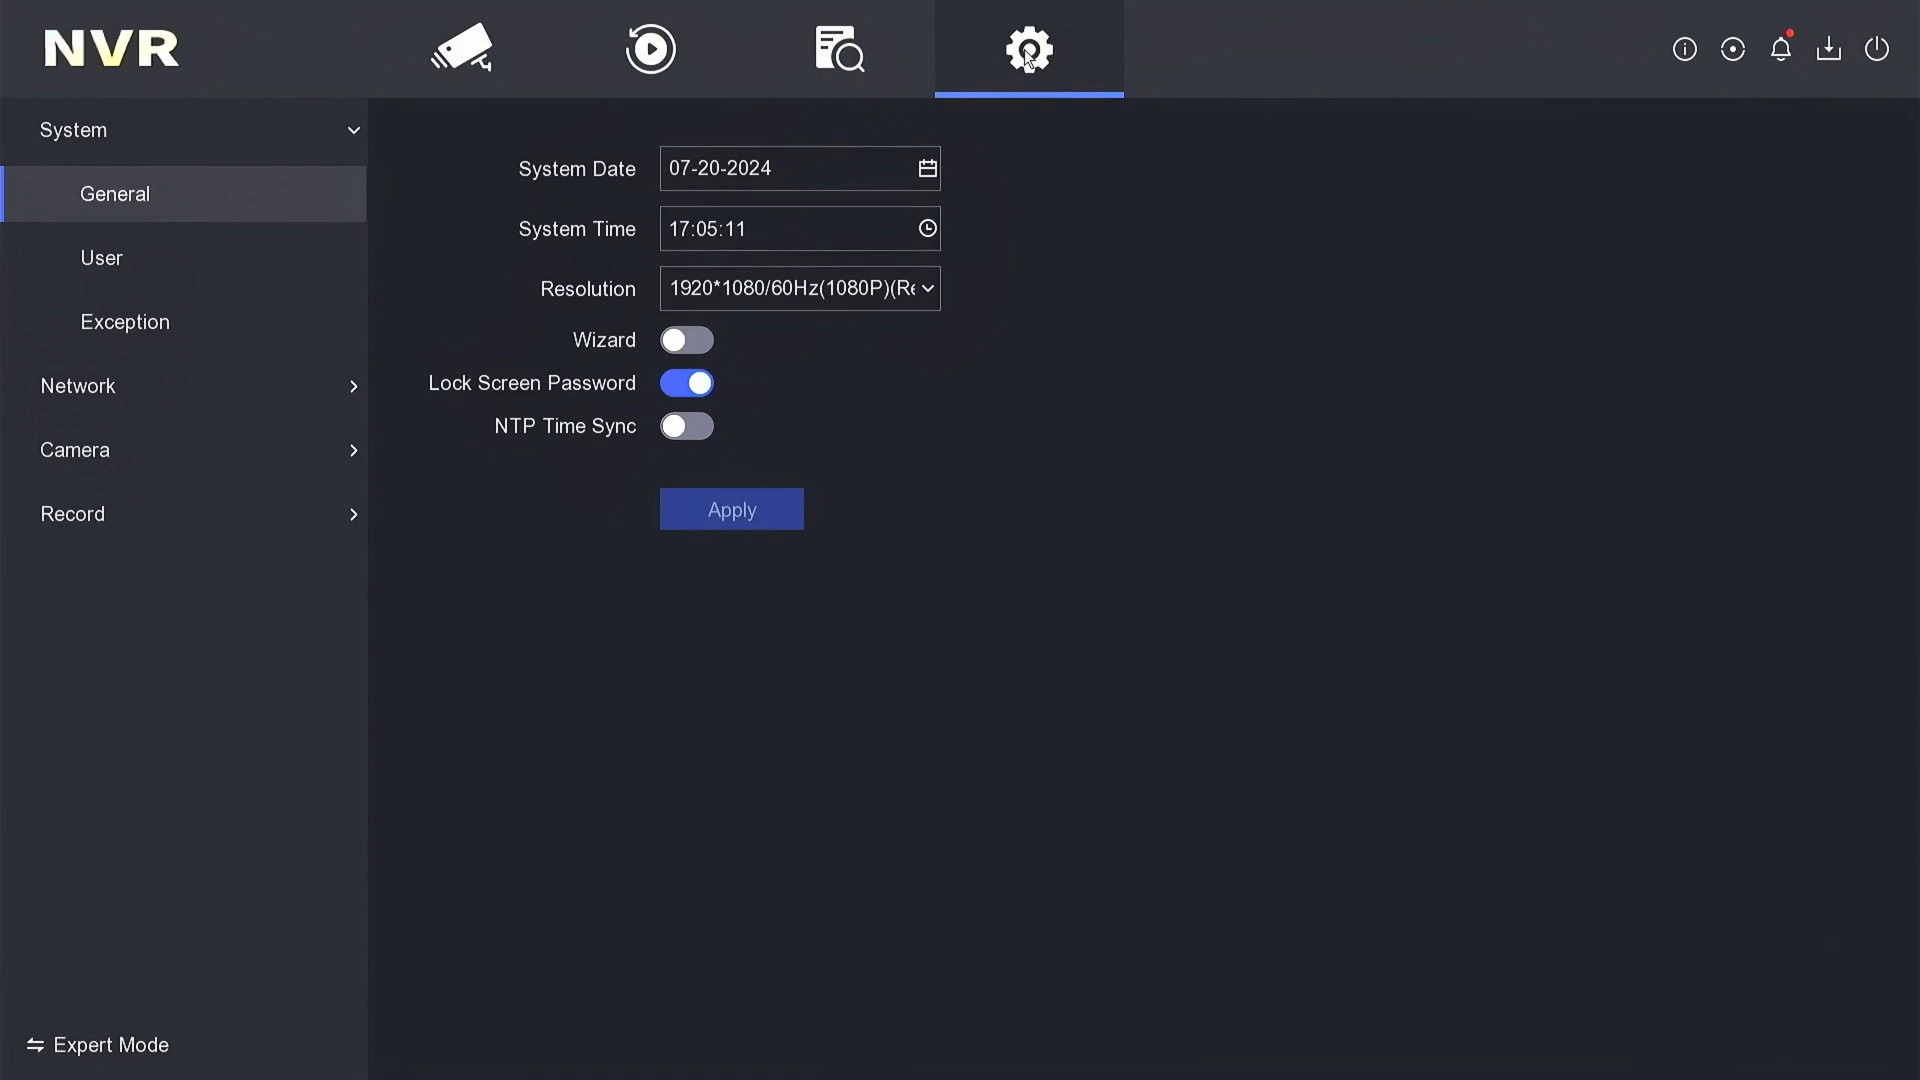 NVR
System
General
User
Exception
Network
Camera
Record
Expert Mode
System Date 07-20-2024
System Time 17:05:11
Resolution 1920*1080/60Hz(1080P)(Re
Wizard
Lock Screen Password
NTP Time Sync
Apply